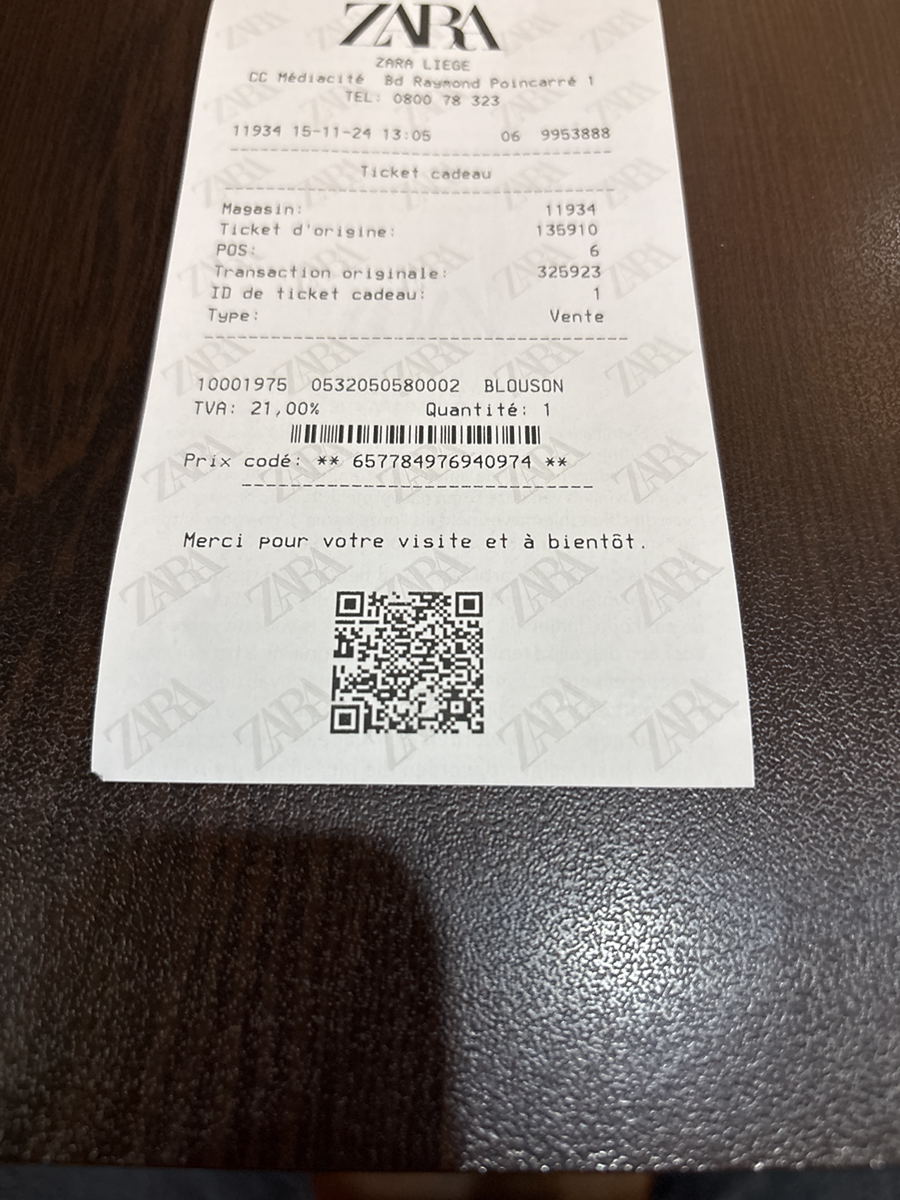 ZARA
ZARA LIEGE
CC Médiacité Bd Raymond Poincarré 1
TEL: 0800 78 323
11934 15-11-24 13:05 06 9953888
Ticket cadeau
Magasin: 11934
Ticket d'origine: 135910
POS: 6
Transaction originale: 325923
ID de ticket cadeau: 1
Type: Vente
10001975 0532050580002 BLOUSON
TVA: 21,00% Quantité: 1
Prix codé: ** 657784976940974 **
Merci pour votre visite et à bientôt.